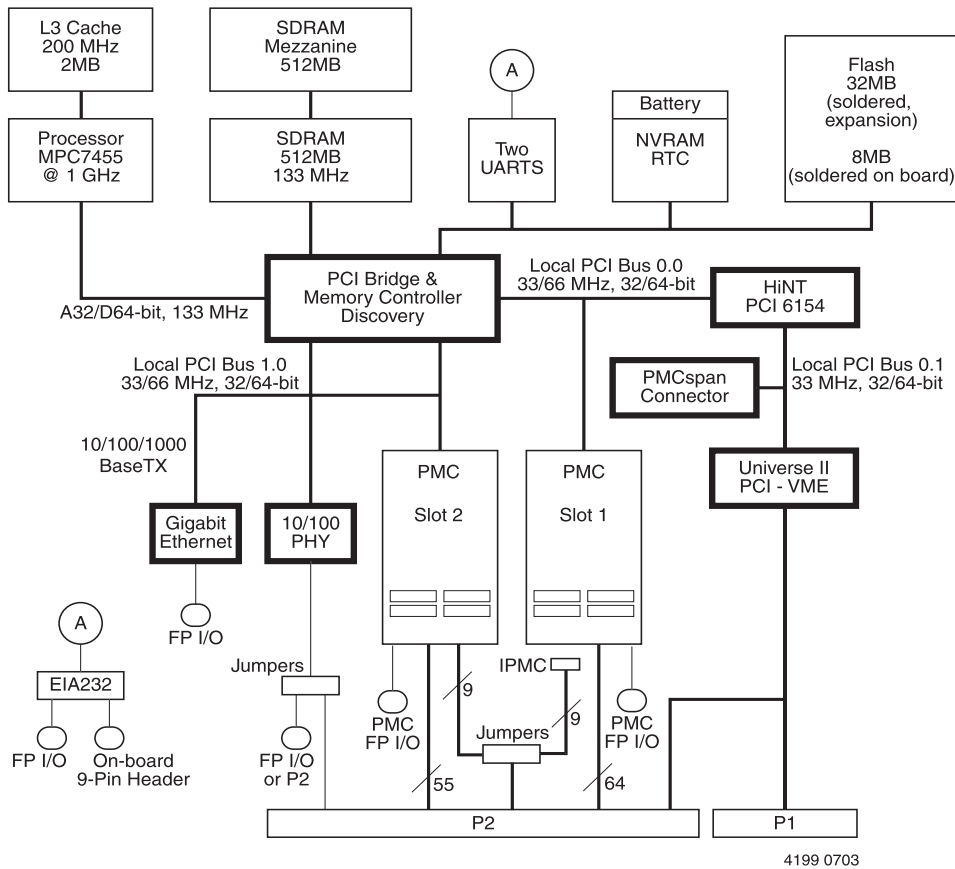 L3 Cache
200 MHz
2MB
SDRAM
Mezzanine
512MB
A
Flash
32MB
(soldered,
expansion)
8MB
(soldered on board)
Processor
MPC7455
@ 1 GHz
SDRAM
512MB
133 MHz
Two
UARTS
Battery
NVRAM
RTC
PCI Bridge &
Memory Controller
Discovery
Local PCI Bus 0.0
33/66 MHz, 32/64-bit
HiNT
PCI 6154
A32/D64-bit, 133 MHz
Local PCI Bus 1.0
33/66 MHz, 32/64-bit
PMCspan
Connector
Local PCI Bus 0.1
33 MHz, 32/64-bit
10/100/1000
BaseTX
PMC
Slot 2
PMC
Slot 1
Universe II
PCI - VME
Gigabit
Ethernet
10/100
PHY
FP I/O
A
EIA232
FP I/O
On-board
9-Pin Header
Jumpers
FP I/O
or P2
PMC
FP I/O
9
IPMC
9
Jumpers
PMC
FP I/O
55
64
P2
P1
4199 0703